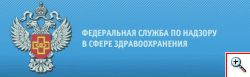 ФЕДЕРАЛЬНАЯ СЛУЖБА ПО НАДЗОРУ
В СФЕРЕ ЗДРАВООХРАНЕНИЯ